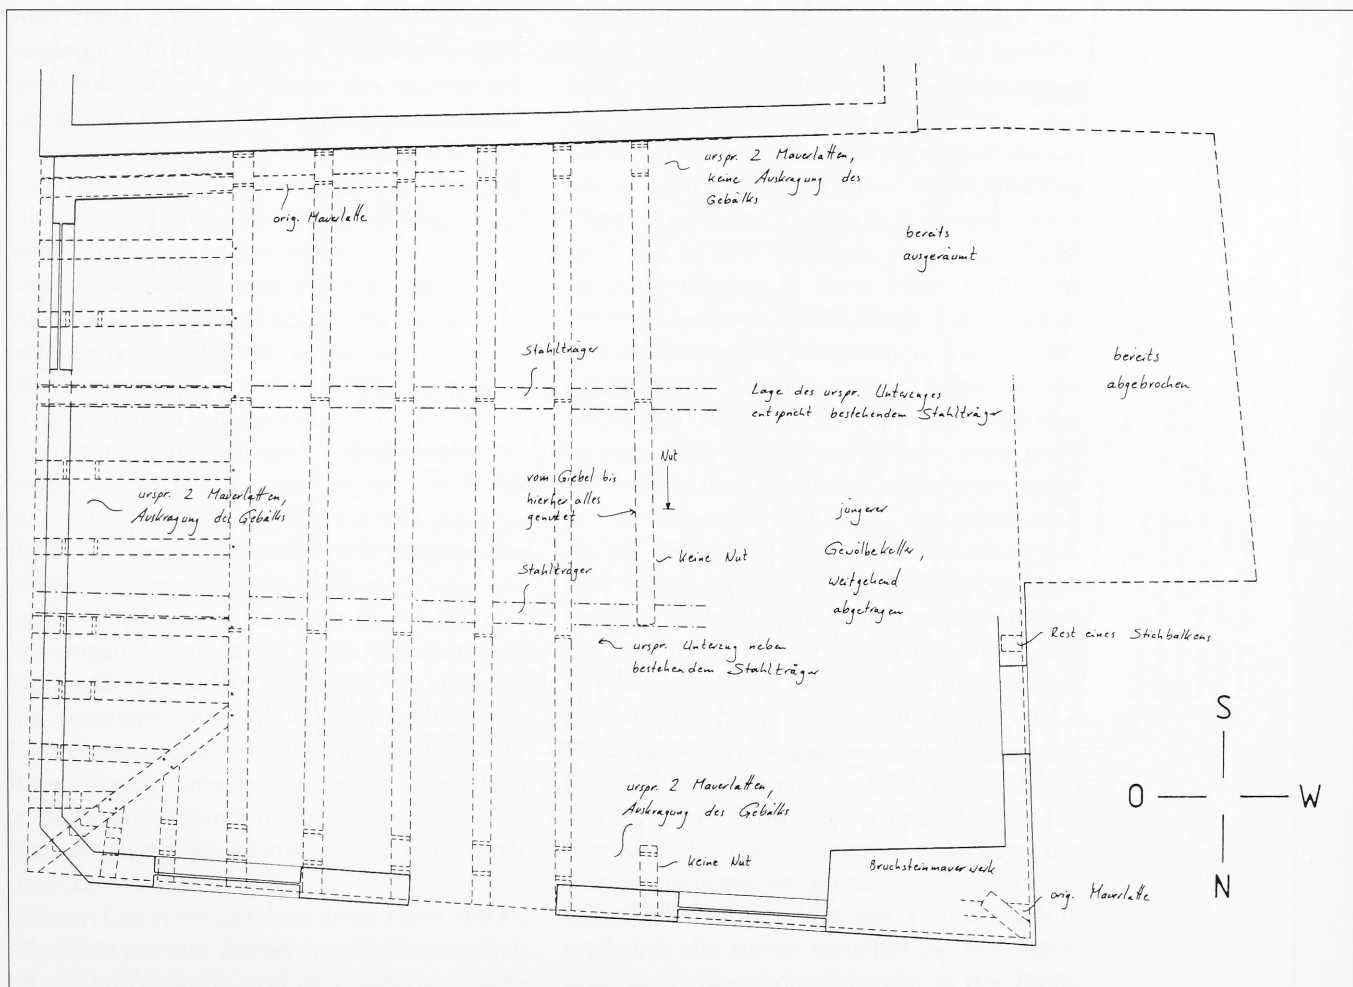 urspr. 2 Mauerlatten,
keine Auskragung des
Gebälks
orig. Mauerlatte
bereits
ausgeräumt
bereits
abgebrochen
Stahlträger
Lage des urspr. Unterzuges
entspricht bestehendem Stahlträger
Nut
vom Giebel bis
hierher alles
genutet
urspr. 2 Mauerlatten,
Auskragung des Gebälks
jüngerer
Gewölbekeller,
weitgehend
abgetragen
keine Nut
Stahlträger
Rest eines Stichbalkens
urspr. Unterzug neben
bestehendem Stahlträger
S
O
W
N
urspr. 2 Mauerlatten,
Auskragung des Gebälks
keine Nut
Bruchsteinmauerwerk
orig. Mauerlatte